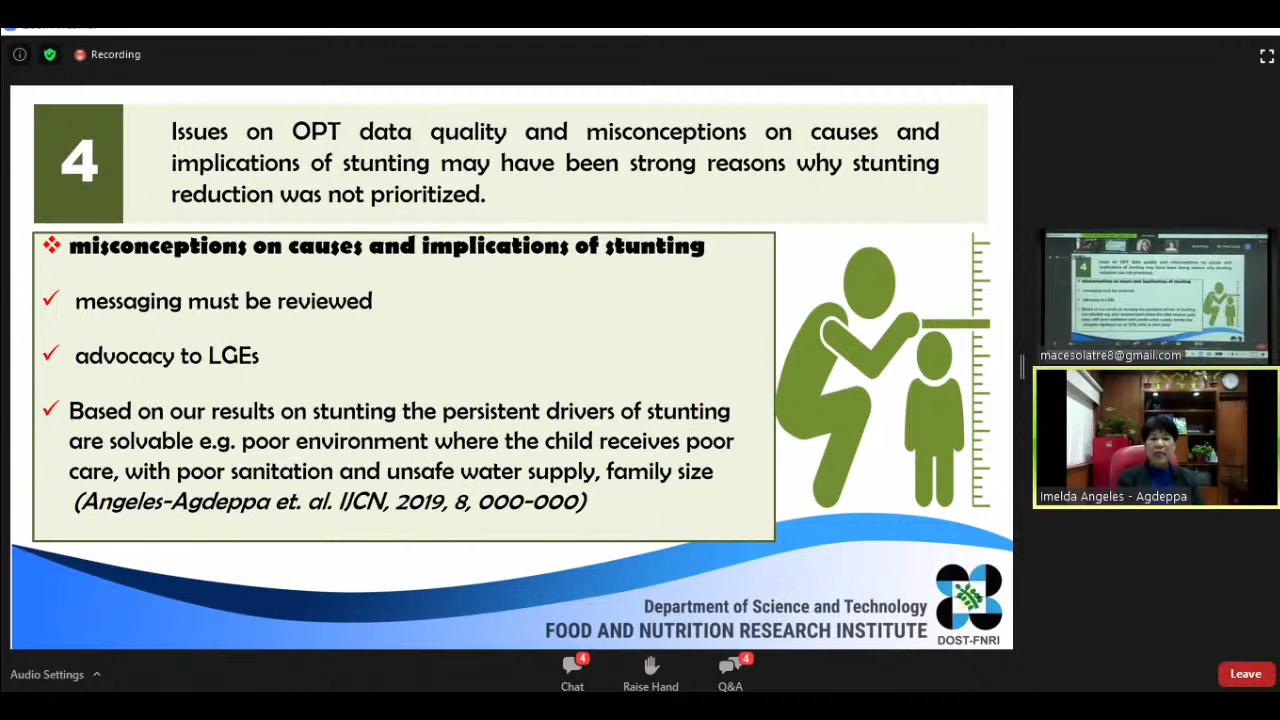 Recording
4
Issues on OPT data quality and misconceptions on causes and
implications of stunting may have been strong reasons why stunting
reduction was not prioritized.
misconceptions on causes and implications of stunting
messaging must be reviewed
advocacy to LGEs
Based on our results on stunting the persistent drivers of stunting
are solvable e.g. poor environment where the child receives poor
care, with poor sanitation and unsafe water supply, family size
(Angeles-Agdeppa et. al. IJCN, 2019, 8, 000-000)
Department of Science and Technology
FOOD AND NUTRITION RESEARCH INSTITUTE
DOST-FNRI
macesolatre8@gmail.com
Imelda Angeles - Agdeppa
Audio Settings
4
Chat
Raise Hand
4
Q&A
Leave